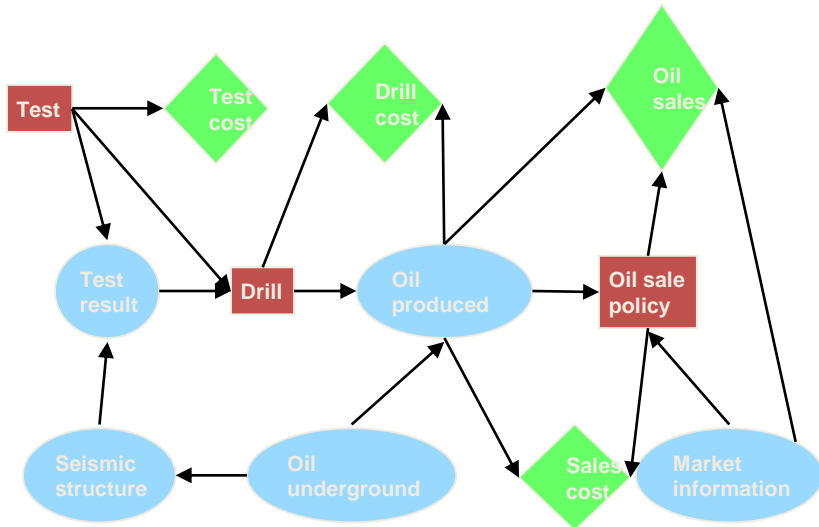 Test
Test
cost
Drill
cost
Oil
sales
Test
result
Drill
Oil
produced
Oil sale
policy
Seismic
structure
Oil
underground
Sales
cost
Market
information